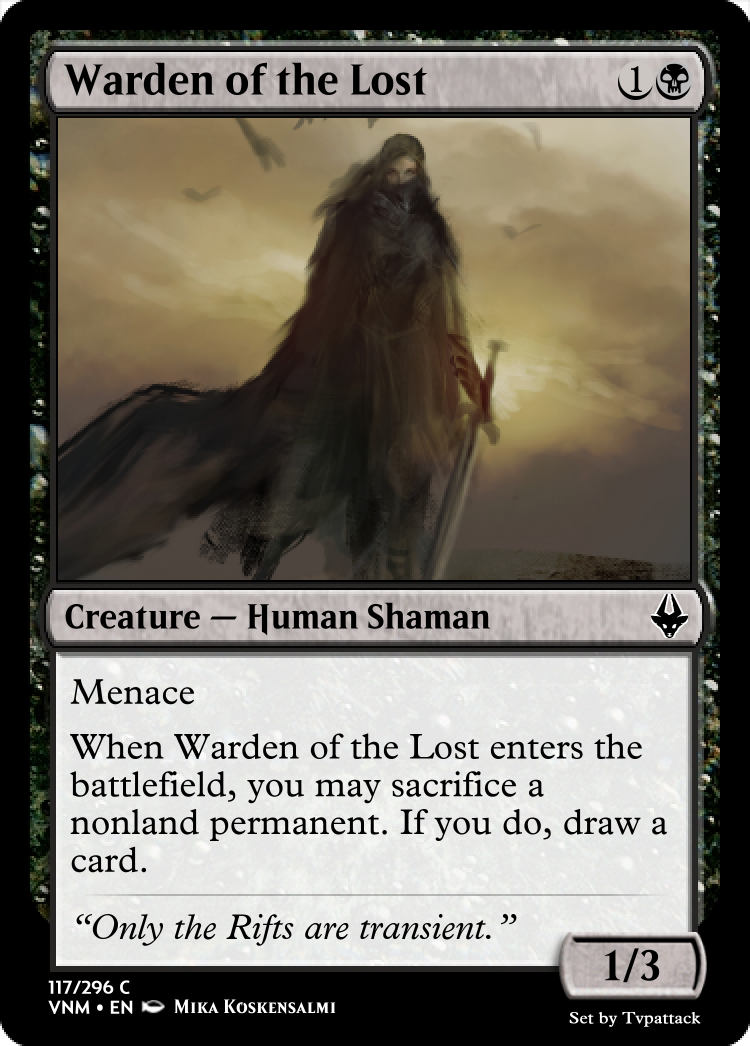 Warden of the Lost 1
Creature — Human Shaman
Menace
When Warden of the Lost enters the
battlefield, you may sacrifice a
nonland permanent. If you do, draw a
card.
“Only the Rifts are transient.”
1/3
117/296 C
VNM • EN Mika Koskensalmi
Set by Tvpattack